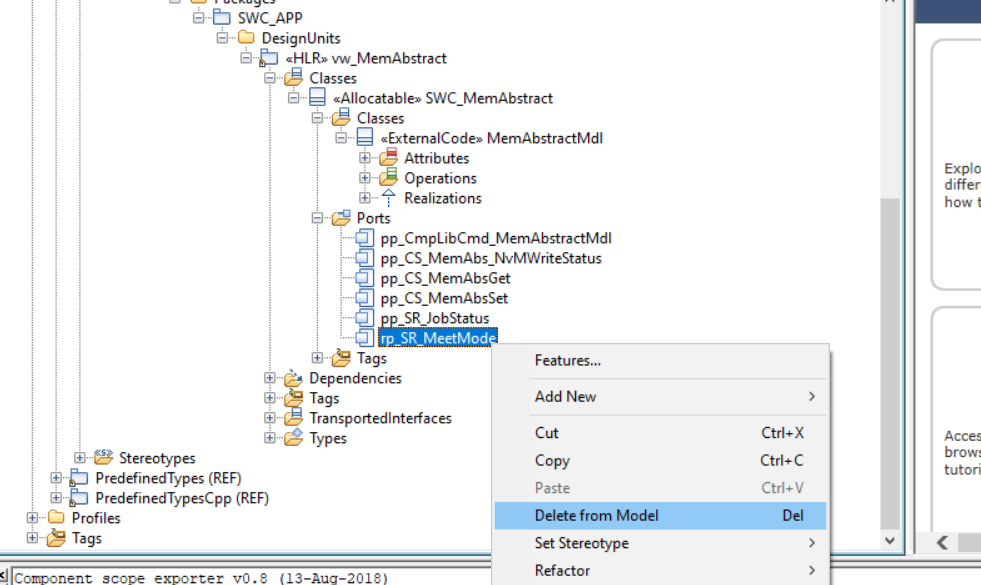 Packages
SWC_APP
DesignUnits
«HLR» vw_MemAbstract
Classes
«Allocatable» SWC_MemAbstract
Classes
«ExternalCode» MemAbstractMdl
Attributes
Operations
Realizations
Ports
pp_CmpLibCmd_MemAbstractMdl
pp_CS_MemAbs_NvMWriteStatus
pp_CS_MemAbsGet
pp_CS_MemAbsSet
pp_SR_JobStatus
rp_SR_MeetMode
Tags
Dependencies
Tags
TransportedInterfaces
Types
«S» Stereotypes
PredefinedTypes (REF)
PredefinedTypesCpp (REF)
Profiles
Tags
Features...
Add New
Cut Ctrl+X
Copy Ctrl+C
Paste Ctrl+V
Delete from Model Del
Set Stereotype
Refactor
Explo
differ
how t
Acces
brows
tutori
Component scope exporter v0.8 (13-Aug-2018)